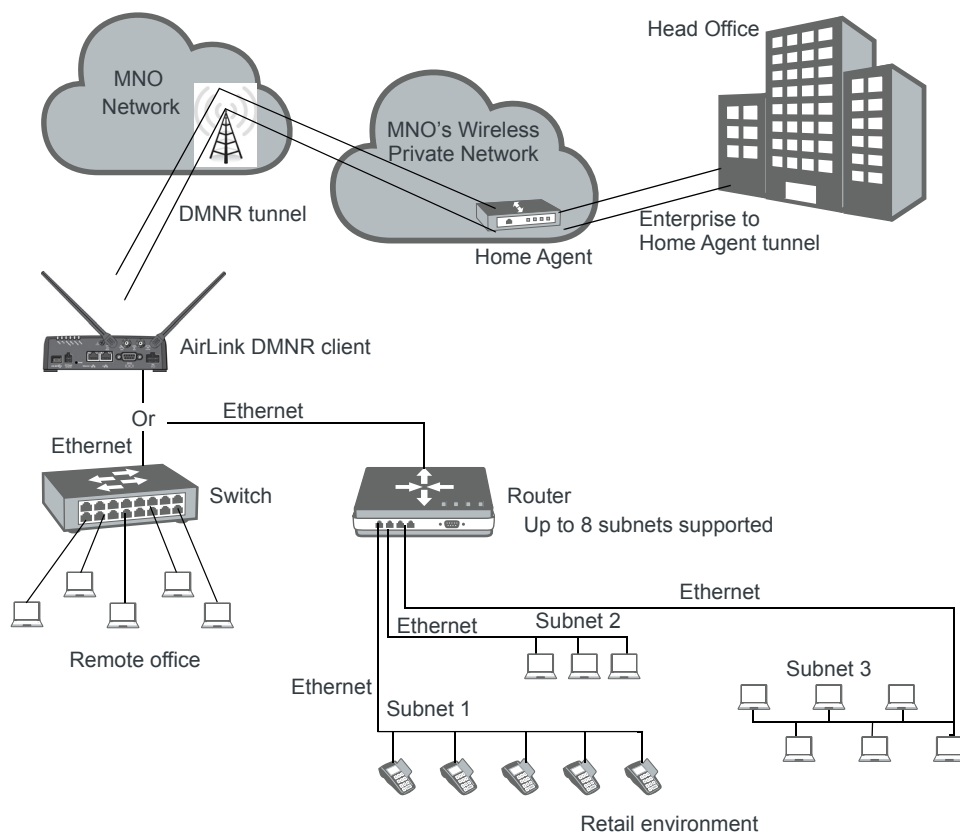 Head Office
MNO
Network
MNO's Wireless
Private Network
DMNR tunnel
Enterprise to
Home Agent tunnel
Home Agent
AirLink DMNR client
Or
Ethernet
Ethernet
Switch
Router
Up to 8 subnets supported
Ethernet
Ethernet
Subnet 2
Remote office
Subnet 3
Ethernet
Subnet 1
Retail environment